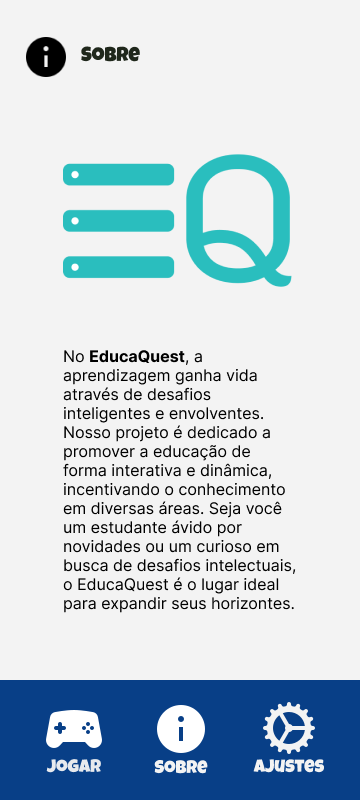 SOBRE
EQ
No EducaQuest, a
aprendizagem ganha vida
através de desafios
inteligentes e envolventes.
Nosso projeto é dedicado a
promover a educação de
forma interativa e dinâmica,
incentivando o conhecimento
em diversas áreas. Seja você
um estudante ávido por
novidades ou um curioso em
busca de desafios intelectuais,
o EducaQuest é o lugar ideal
para expandir seus horizontes.
JOGAR SOBRE AJUSTES